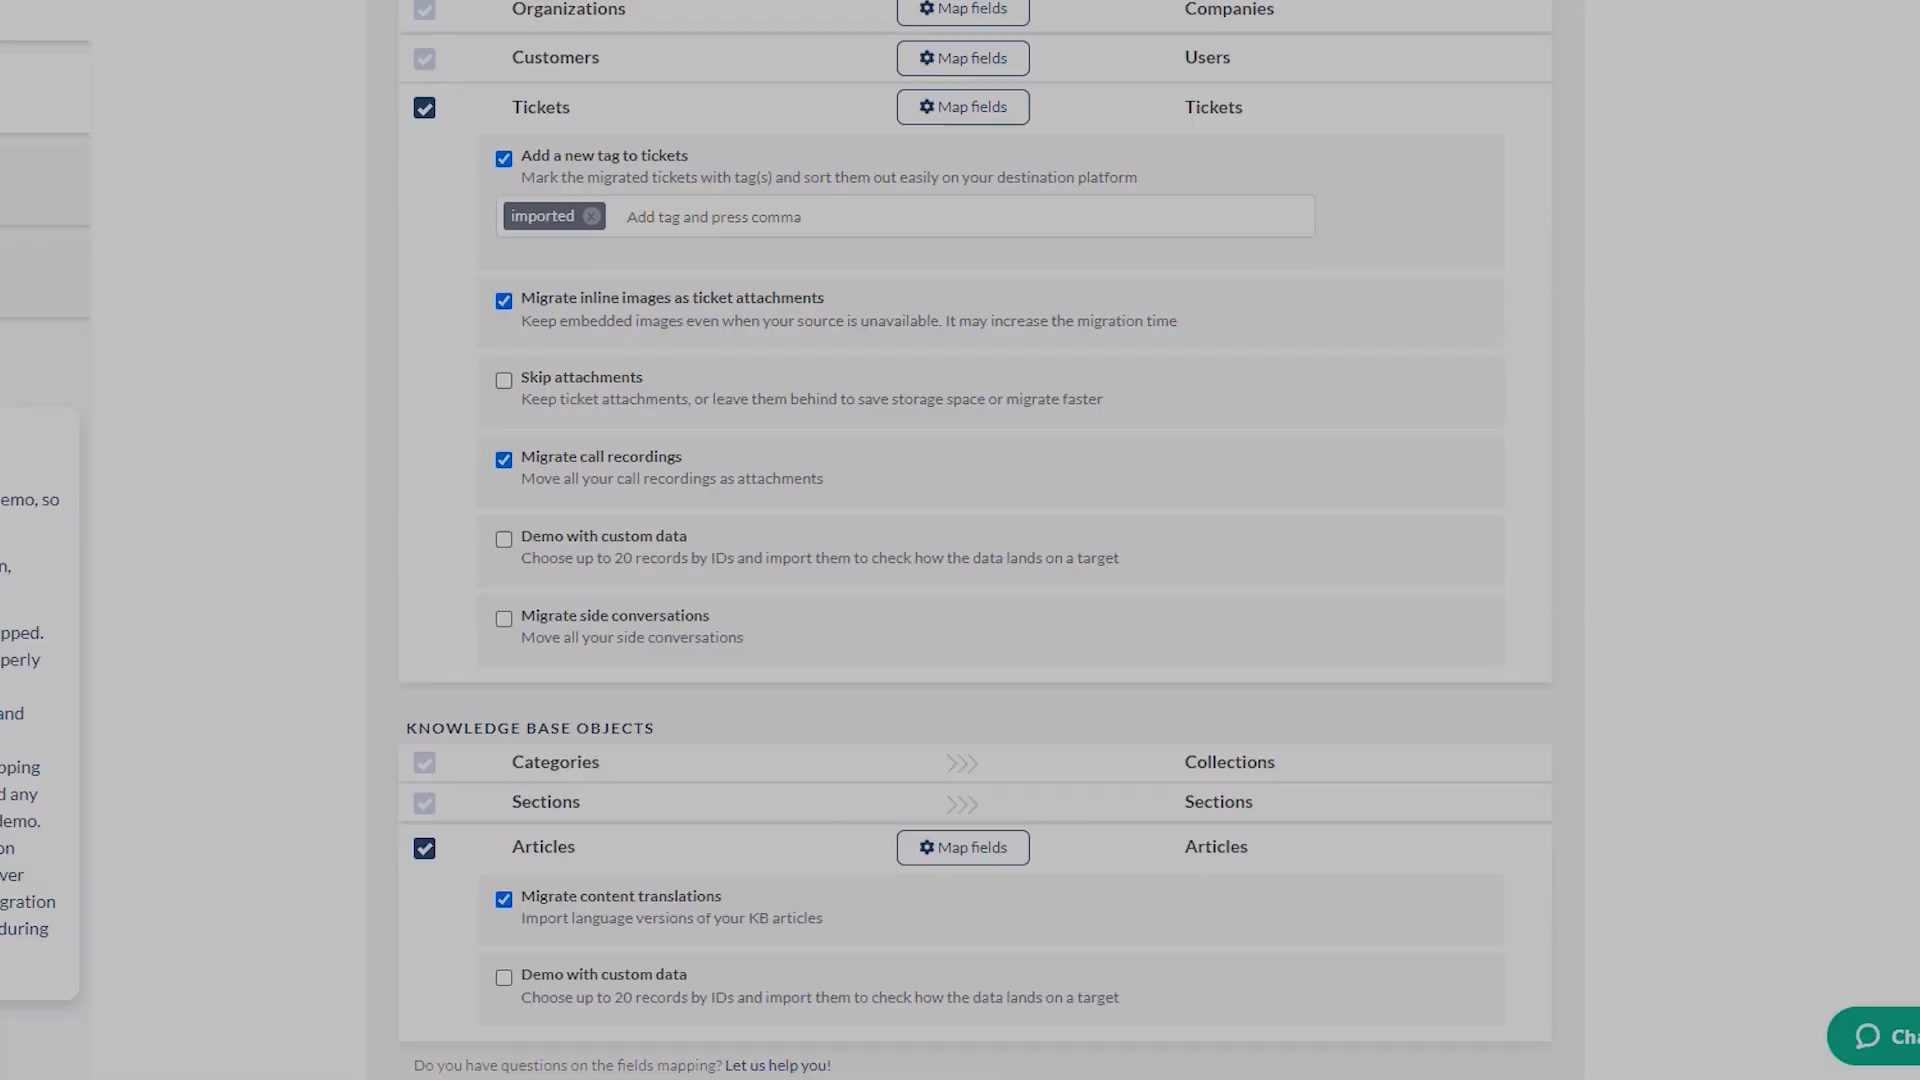 Organizations Map fields Companies
Customers Map fields Users
Tickets Map fields Tickets
Add a new tag to tickets
Mark the migrated tickets with tag(s) and sort them out easily on your destination platform
imported Add tag and press comma
Migrate inline images as ticket attachments
Keep embedded images even when your source is unavailable. It may increase the migration time
Skip attachments
Keep ticket attachments, or leave them behind to save storage space or migrate faster
Migrate call recordings
Move all your call recordings as attachments
Demo with custom data
Choose up to 20 records by IDs and import them to check how the data lands on a target
Migrate side conversations
Move all your side conversations
KNOWLEDGE BASE OBJECTS
Categories Collections
Sections Sections
Articles Map fields Articles
Migrate content translations
Import language versions of your KB articles
Demo with custom data
Choose up to 20 records by IDs and import them to check how the data lands on a target
Do you have questions on the fields mapping? Let us help you!
emo, so
n,
pped.
perly
and
pping
d any
demo.
on
ver
gration
during
Cha